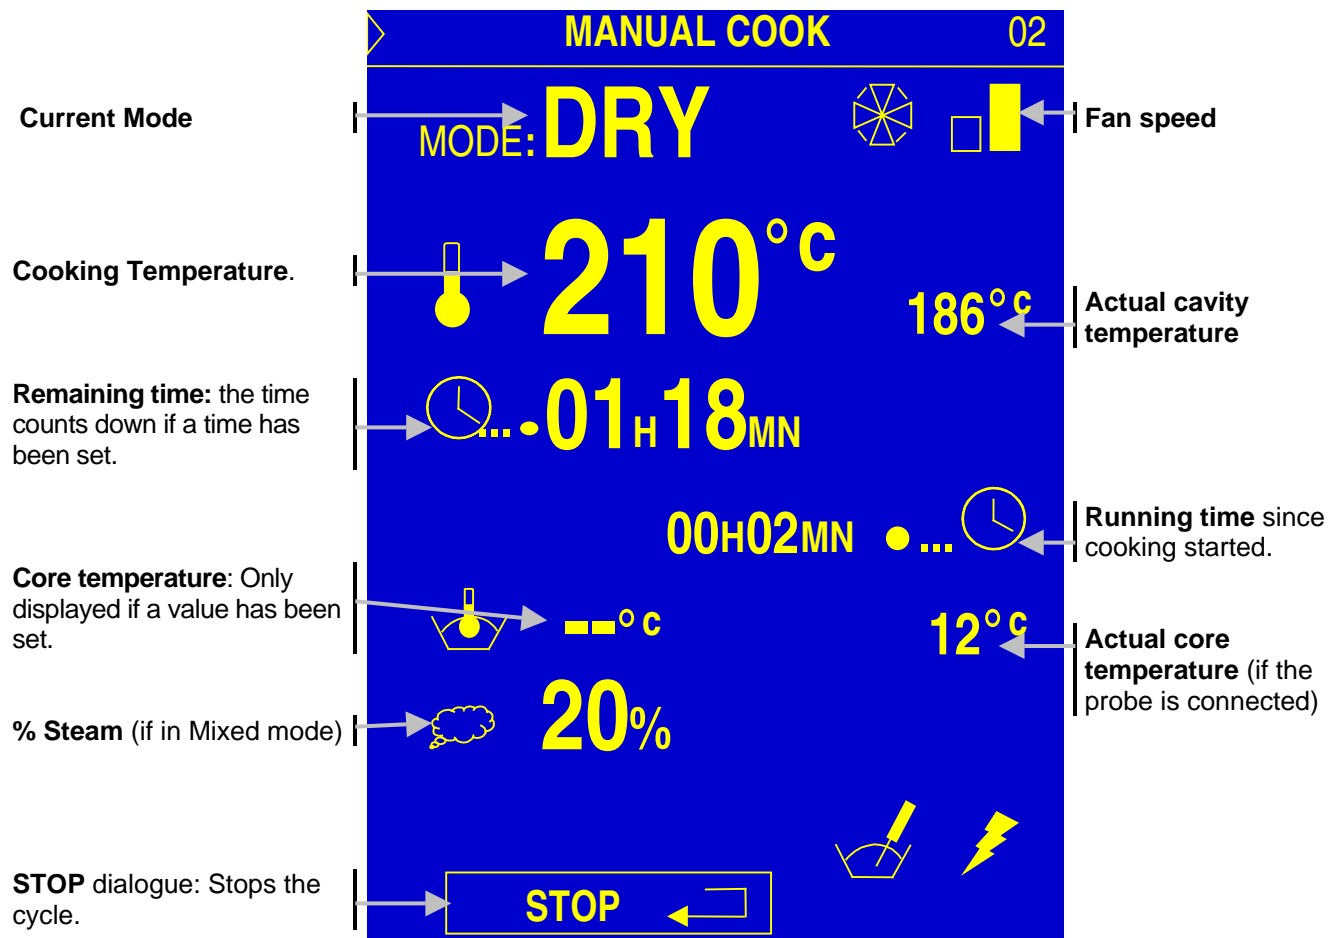 MANUAL COOK 02
Current Mode
MODE: DRY
Fan speed
Cooking Temperature.
210°C
186°C
Actual cavity
temperature
Remaining time: the time
counts down if a time has
been set.
01H18MN
00H02MN
Running time since
cooking started.
Core temperature: Only
displayed if a value has been
set.
--°C
12°C
Actual core
temperature (if the
probe is connected)
% Steam (if in Mixed mode)
20%
STOP dialogue: Stops the
cycle.
STOP